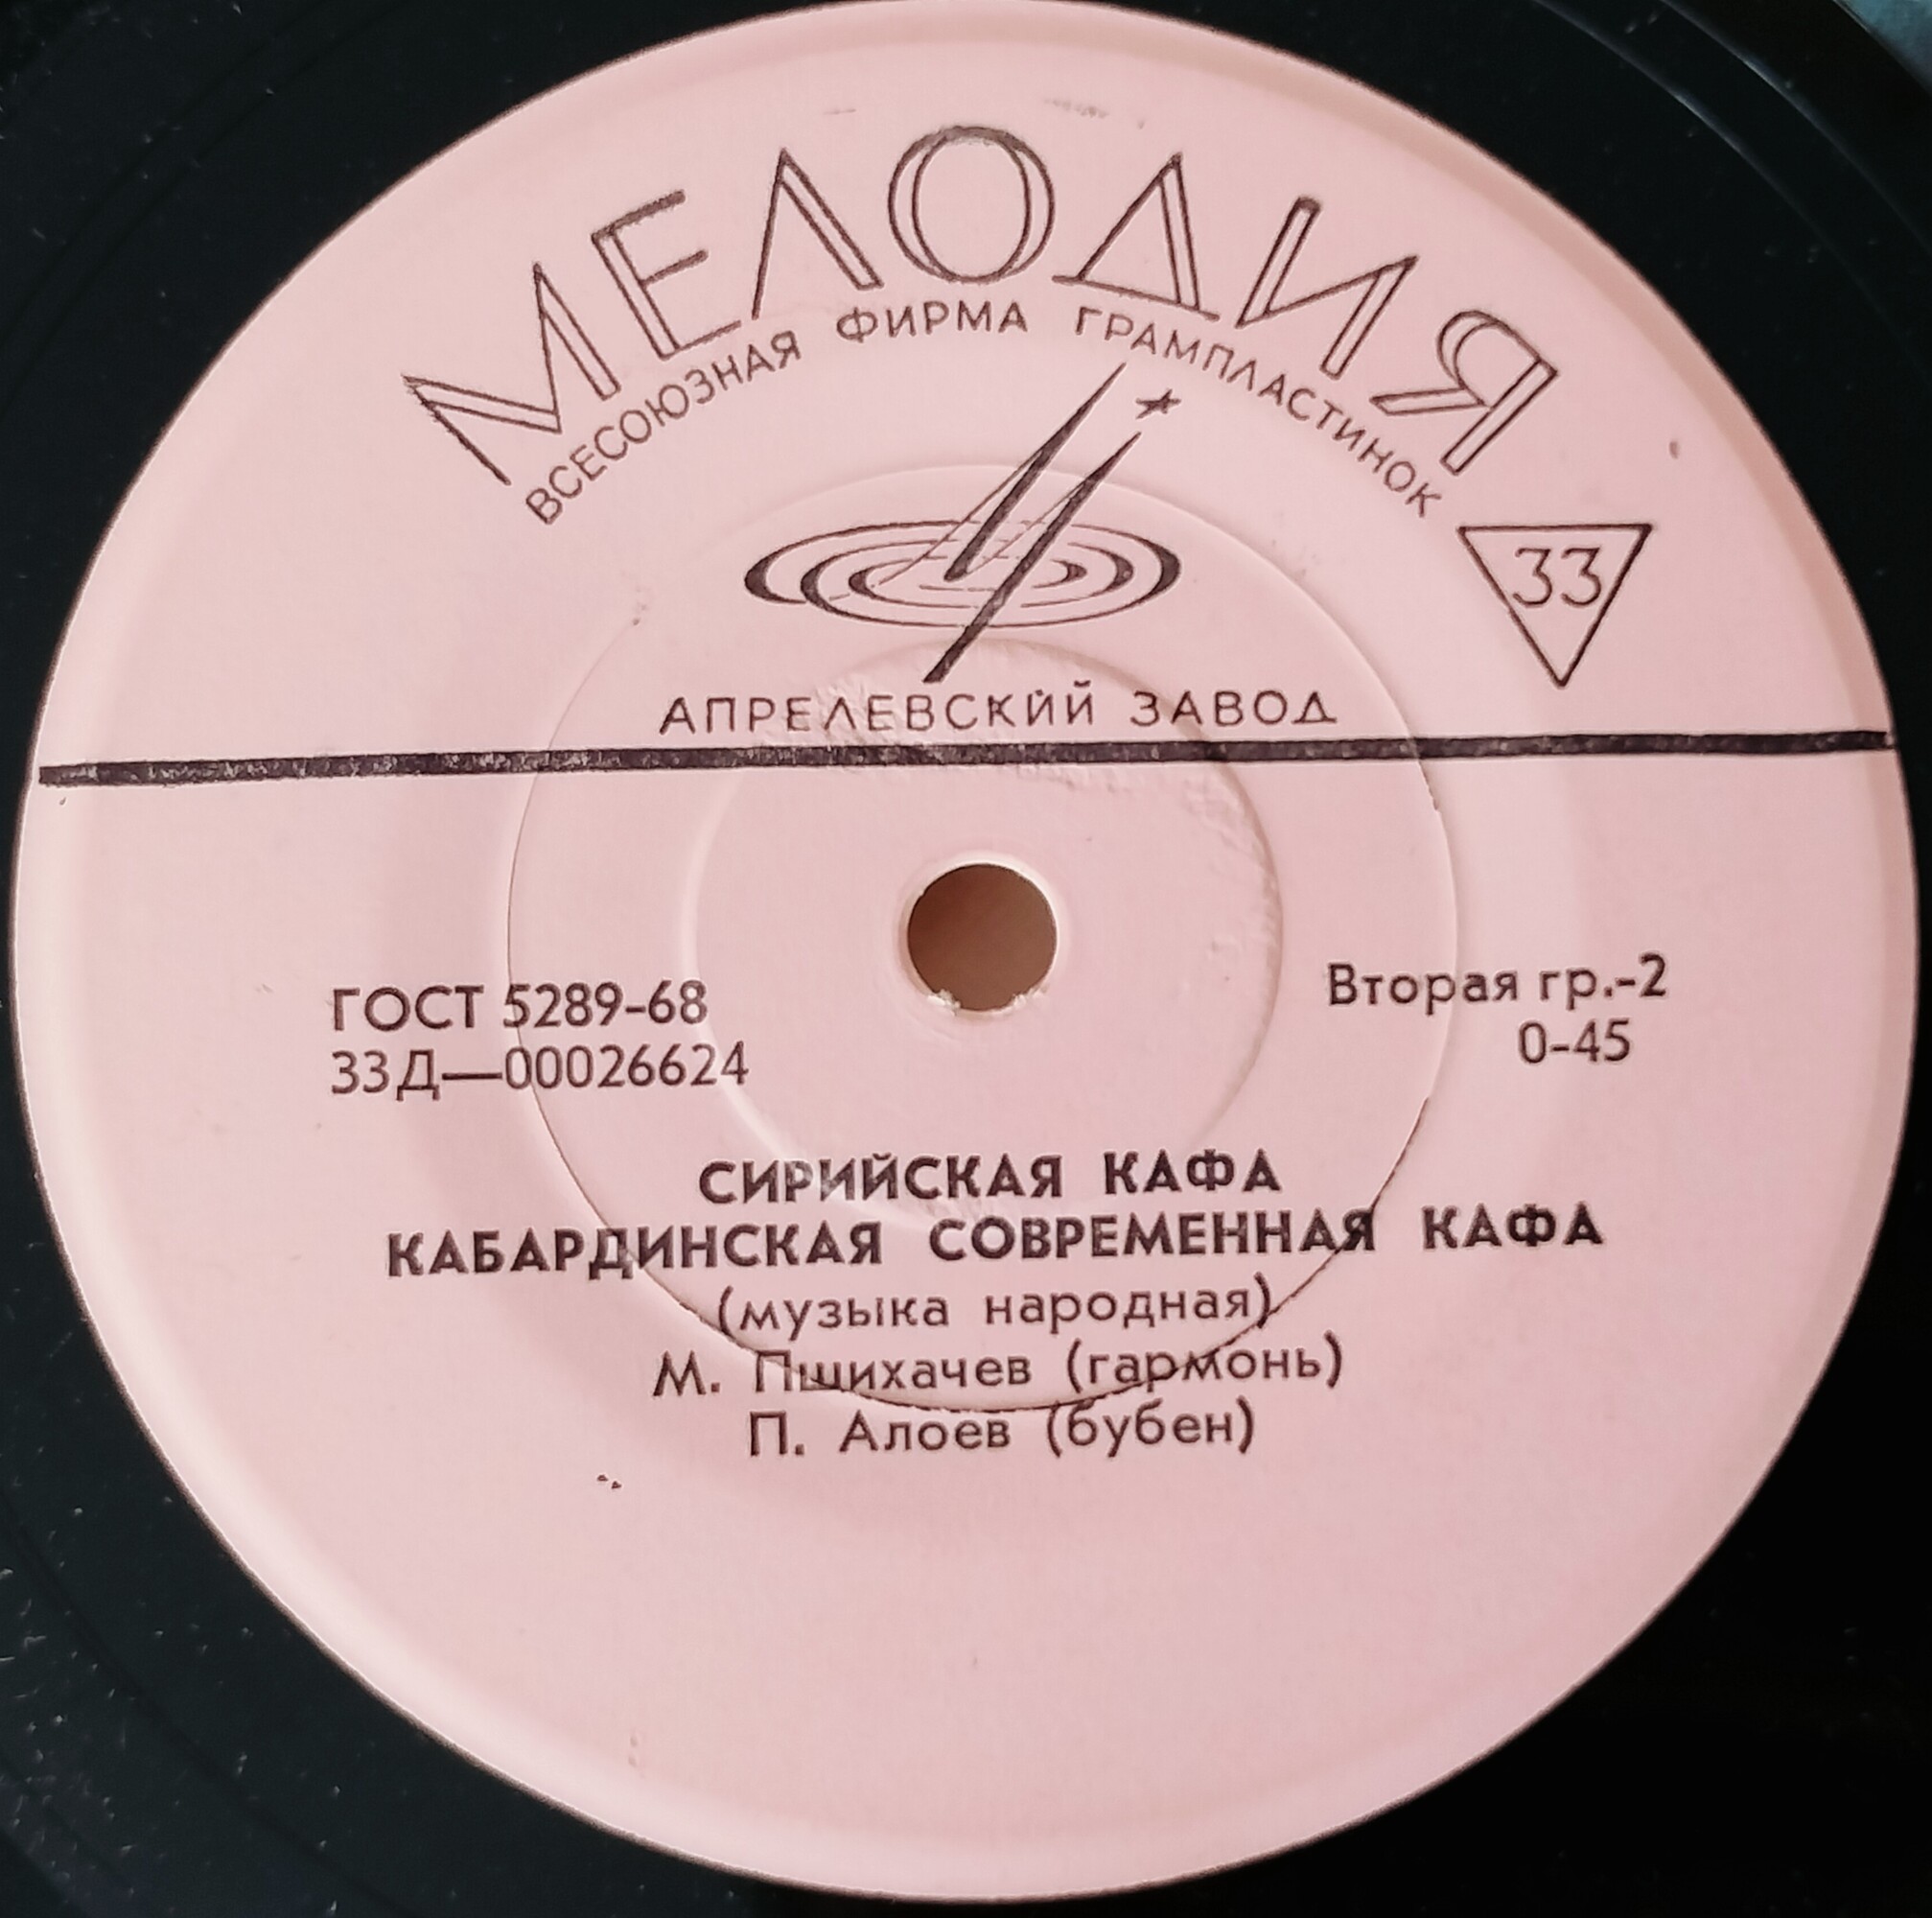 МЕЛОДИЯ
ВСЕСОЮЗНАЯ ФИРМА ГРАМПЛАСТИНОК
33
АПРЕЛЕВСКИЙ ЗАВОД
ГОСТ 5289-68
33Д—00026624
Вторая гр.-2
0-45
СИРИЙСКАЯ КАФА
КАБАРДИНСКАЯ СОВРЕМЕННАЯ КАФА
(музыка народная)
М. Пшихачев (гармонь)
П. Алоев (бубен)